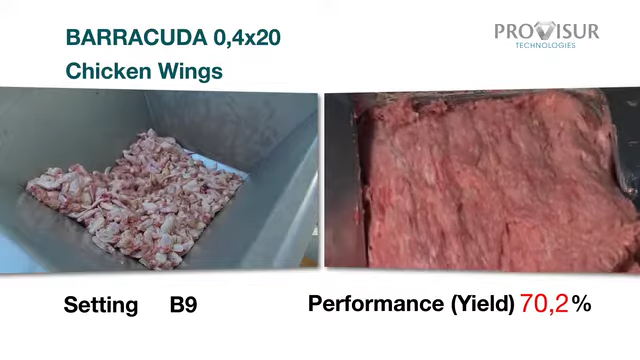 BARRACUDA 0,4x20
PROVISUR
TECHNOLOGIES
Chicken Wings
Setting B9
Performance (Yield) 70,2%